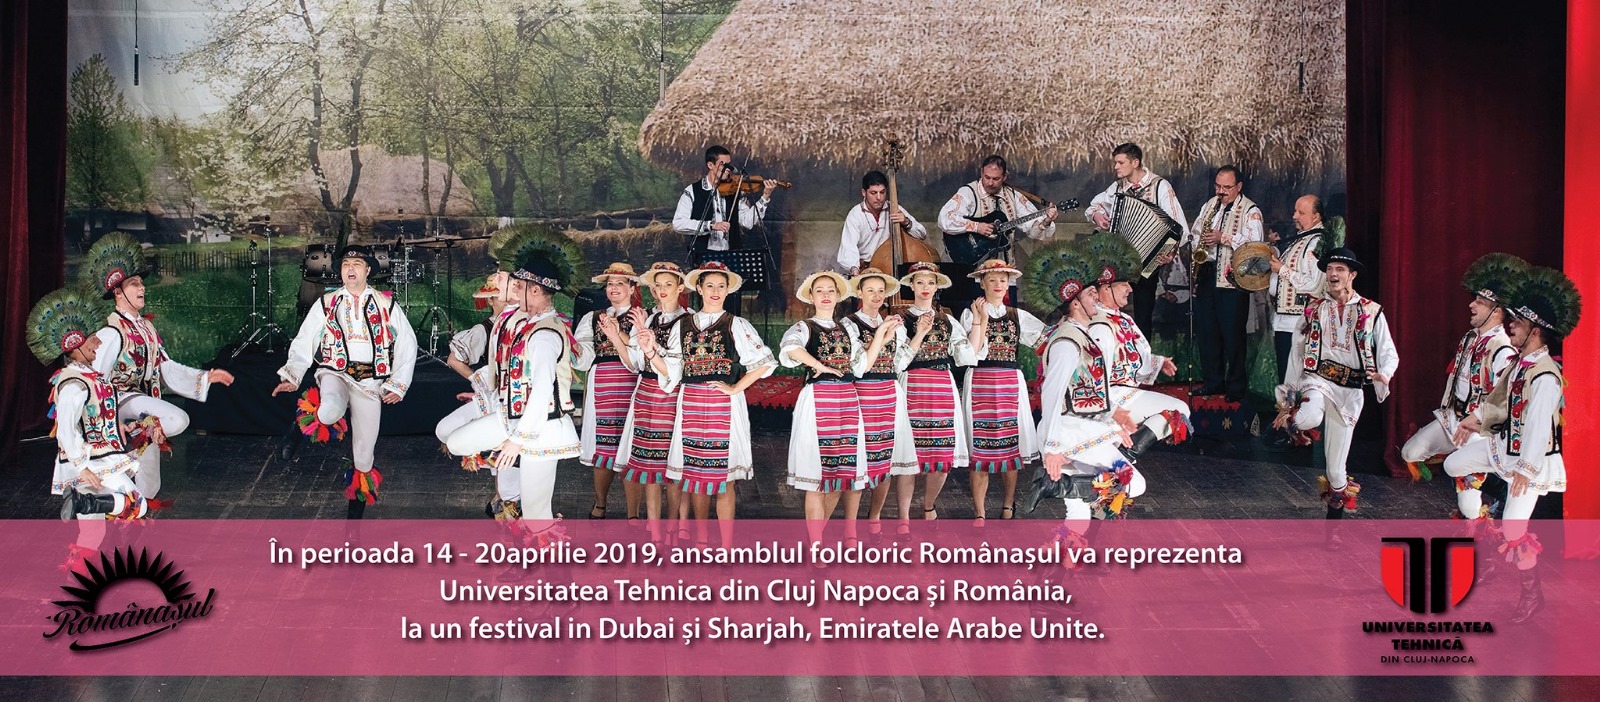 În perioada 14 - 20aprilie 2019, ansamblul folcloric Românașul va reprezenta
Universitatea Tehnica din Cluj Napoca și România,
la un festival in Dubai și Sharjah, Emiratele Arabe Unite.
Românașul
UNIVERSITATEA
TEHNICĂ
DIN CLUJ-NAPOCA